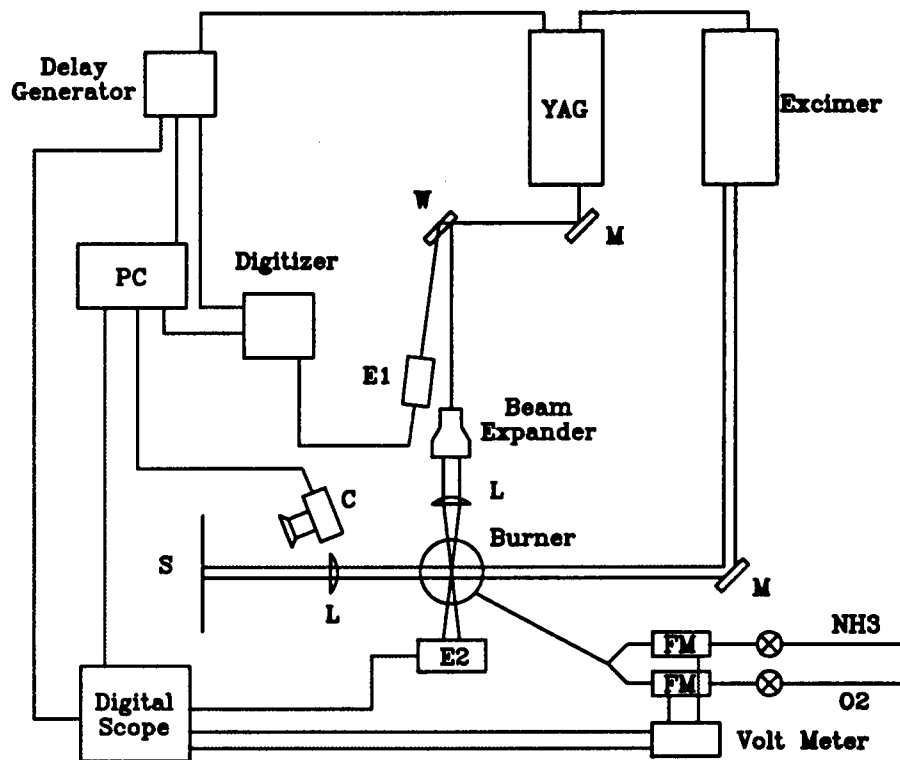 Delay
Generator
YAG
Excimer
W
M
PC
Digitizer
E1
Beam
Expander
C
L
Burner
S
L
M
NH3
FM
E2
FM
O2
Digital
Scope
Volt Meter